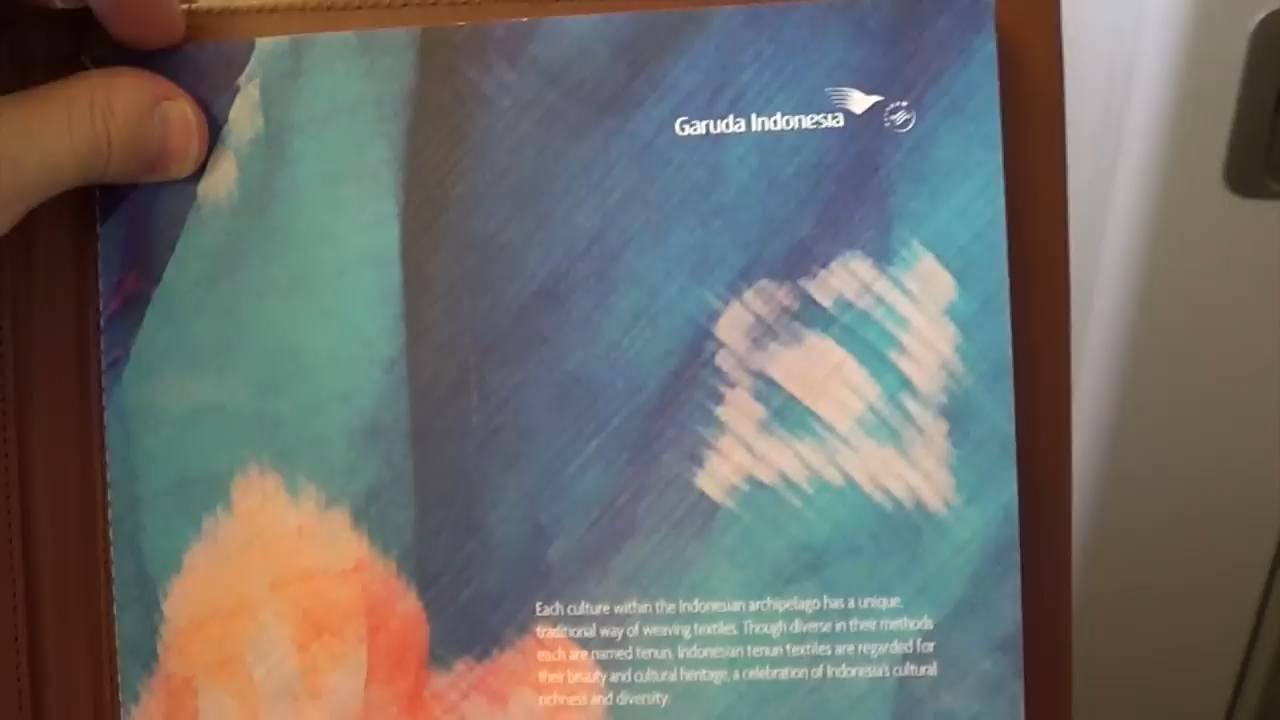 Garuda Indonesia
Each culture within the Indonesian archipelago has a unique,
traditional way of weaving textiles. Though diverse in their methods
each are named tenun. Indonesian tenun textiles are regarded for
their beauty and cultural heritage, a celebration of Indonesia's cultural
richness and diversity.